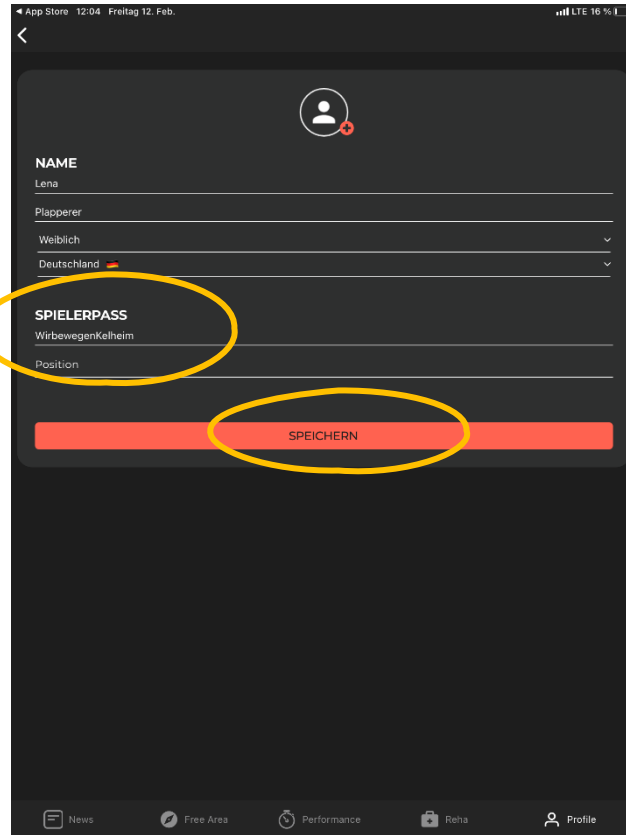 App Store 12:04 Freitag 12. Feb. LTE 16 %
NAME
Lena
Plapperer
Weiblich
Deutschland
SPIELERPASS
WirbewegenKelheim
Position
SPEICHERN
News Free Area Performance Reha Profile